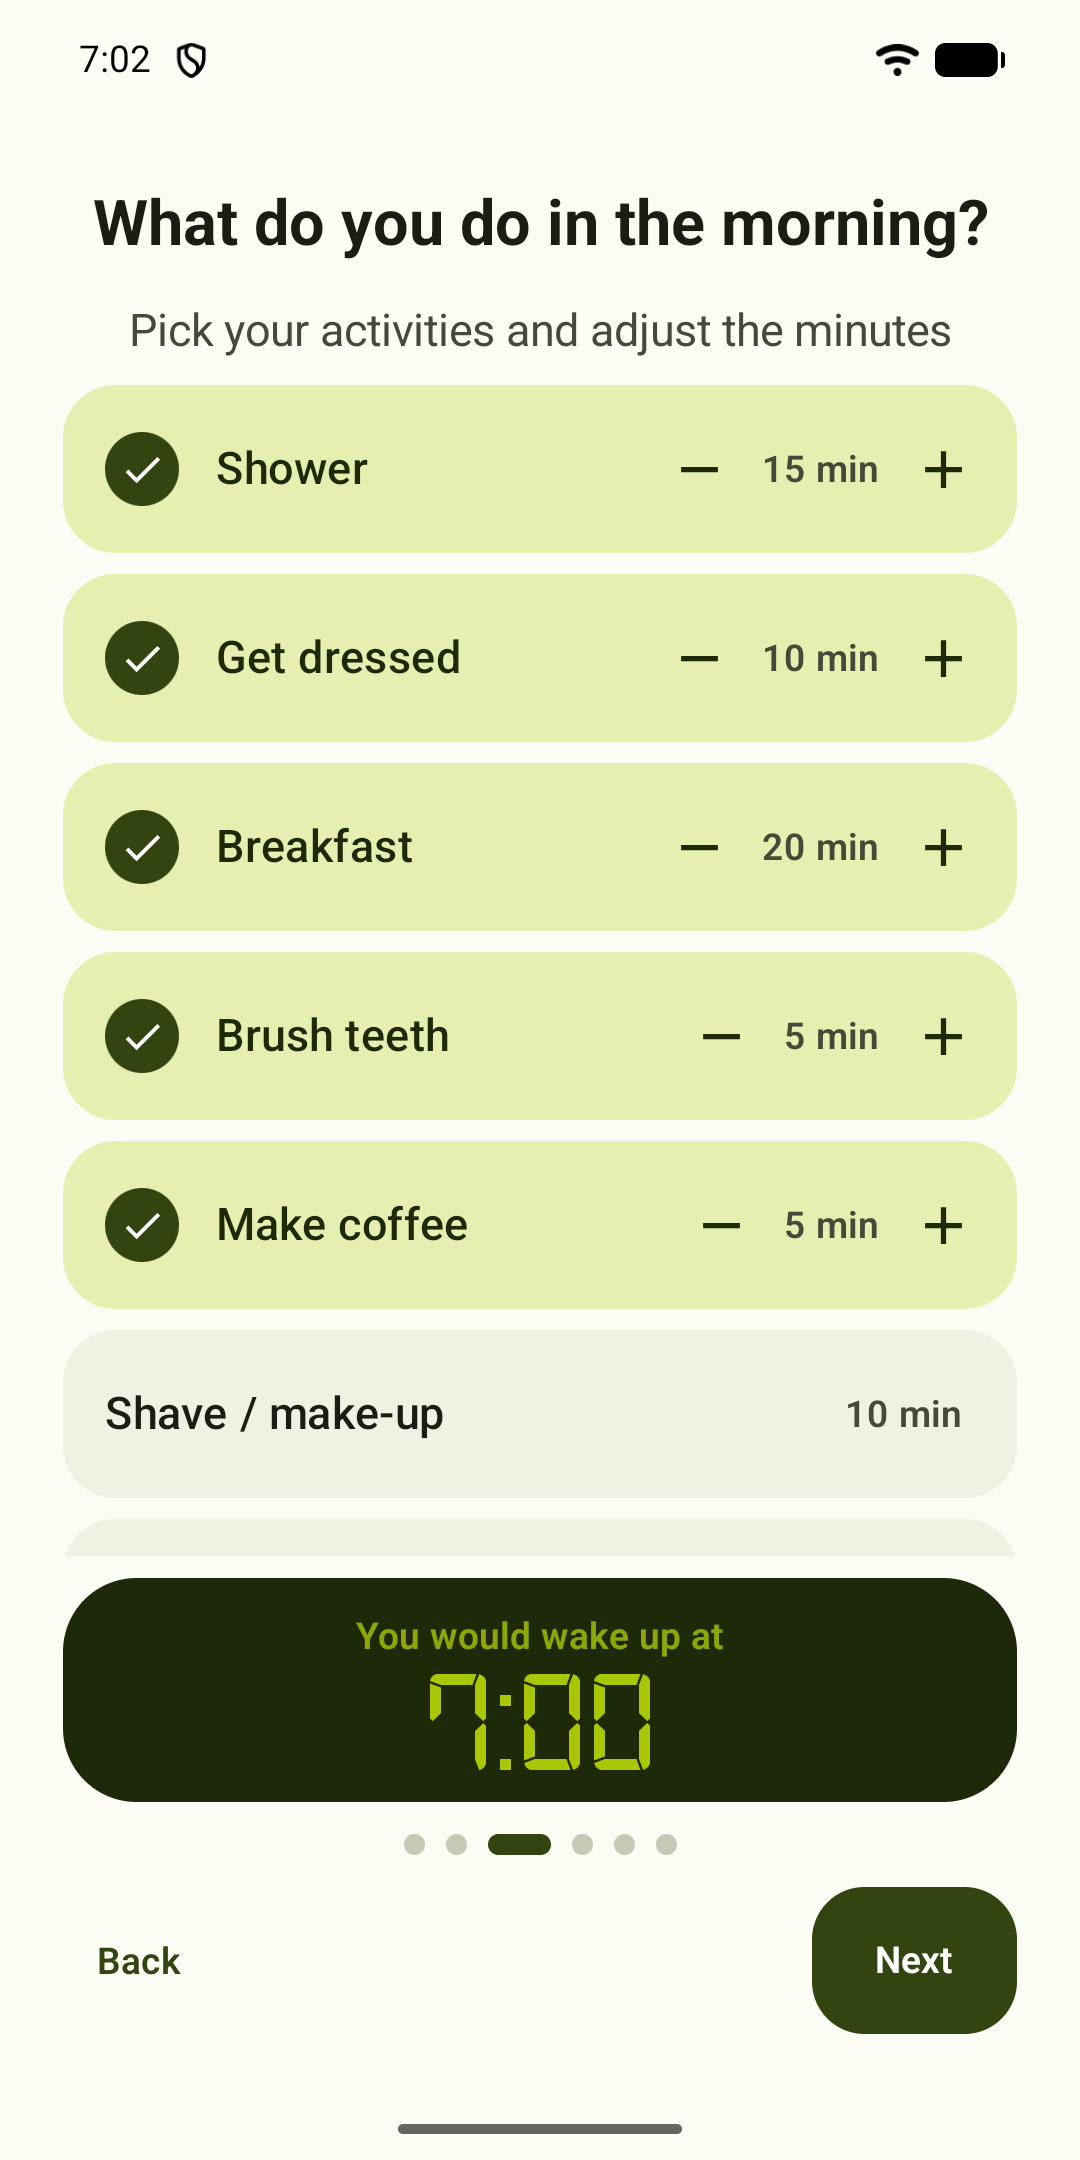 7:02
What do you do in the morning?
Pick your activities and adjust the minutes
Shower − 15 min +
Get dressed − 10 min +
Breakfast − 20 min +
Brush teeth − 5 min +
Make coffee − 5 min +
Shave / make-up 10 min
You would wake up at
7:00
Back Next